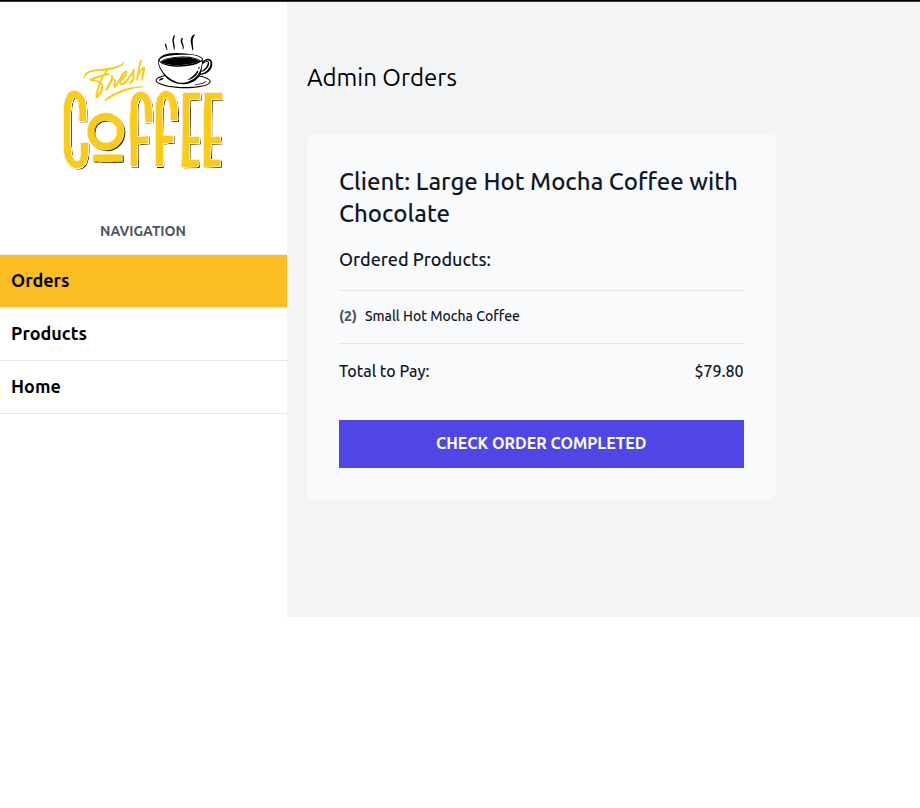 Fresh
COFFEE
NAVIGATION
Orders
Products
Home
Admin Orders
Client: Large Hot Mocha Coffee with
Chocolate
Ordered Products:
(2) Small Hot Mocha Coffee
Total to Pay: $79.80
CHECK ORDER COMPLETED